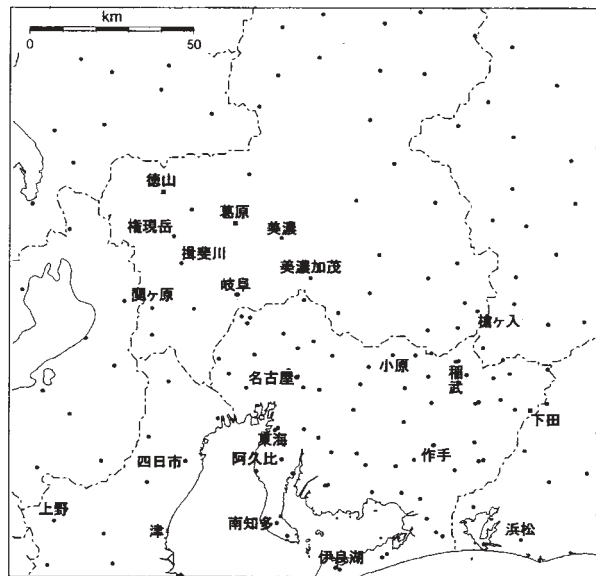 km
0 50
徳山
葛原
権現岳
美濃
揖斐川
美濃加茂
岐阜
関ヶ原
槍ヶ入
小原
名古屋
稲武
下田
東海
作手
四日市
阿久比
上野
津
南知多
浜松
伊良湖